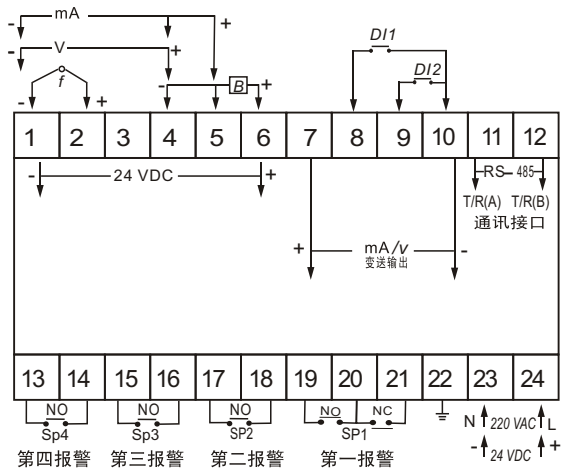 - mA +
- V + DI1
f - B + DI2
- +
1 2 3 4 5 6 7 8 9 10 11 12
- 24 VDC + RS-485
T/R(A) T/R(B)
通讯接口
+ mA/v -
变送输出
13 14 15 16 17 18 19 20 21 22 23 24
NO NO NO NO NC N 220 VAC L
Sp4 Sp3 SP2 SP1
- 24 VDC +
第四报警 第三报警 第二报警 第一报警